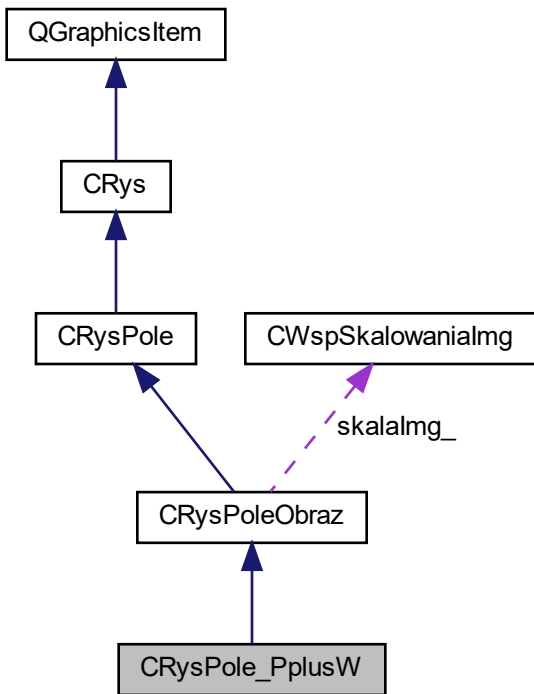 QGraphicsItem
CRys
CRysPole
CWspSkalowaniaImg
skalaImg_
CRysPoleObraz
CRysPole_PplusW